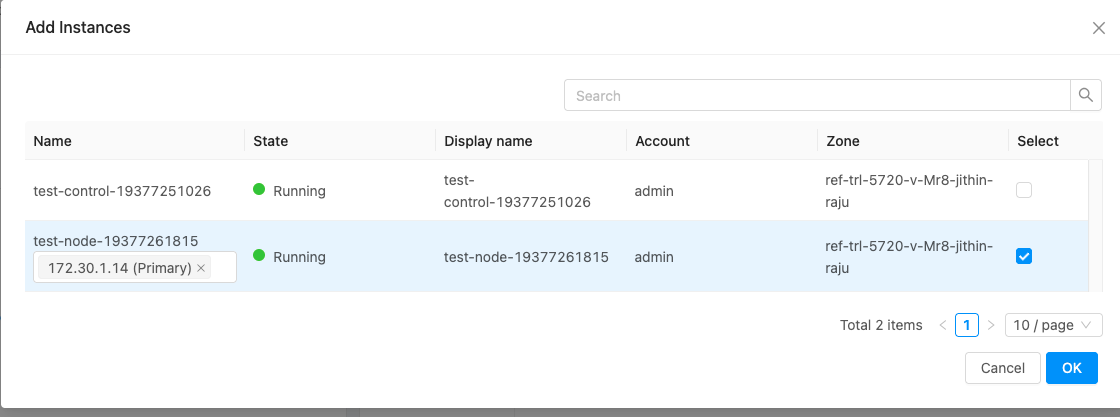 Add Instances
Search
Name State Display name Account Zone Select
test-control-19377251026 Running test-control-19377251026 admin ref-trl-5720-v-Mr8-jithin-raju
test-node-19377261815
172.30.1.14 (Primary) Running test-node-19377261815 admin ref-trl-5720-v-Mr8-jithin-raju
Total 2 items 1 10 / page
Cancel OK